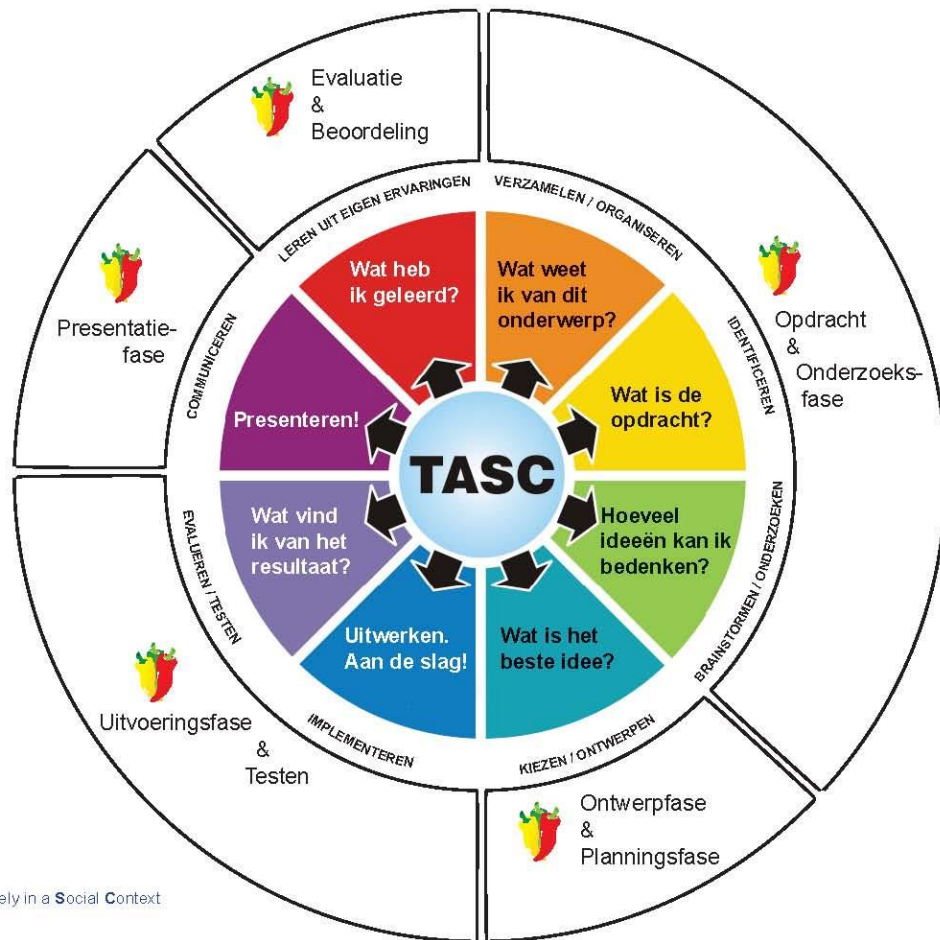 Evaluatie
&
Beoordeling
Presentatie-
fase
Opdracht
&
Onderzoeks-
fase
Uitvoeringsfase
&
Testen
Ontwerpfase
&
Planningsfase
LEREN UIT EIGEN ERVARINGEN
VERZAMELEN / ORGANISEREN
IDENTIFICEREN
BRAINSTORMEN / ONDERZOEKEN
KIEZEN / ONTWERPEN
IMPLEMENTEREN
EVALUEREN / TESTEN
COMMUNICEREN
Wat heb
ik geleerd?
Wat weet
ik van dit
onderwerp?
Wat is de
opdracht?
Hoeveel
ideeën kan ik
bedenken?
Wat is het
beste idee?
Uitwerken.
Aan de slag!
Wat vind
ik van het
resultaat?
Presenteren!
TASC
ely in a Social Context